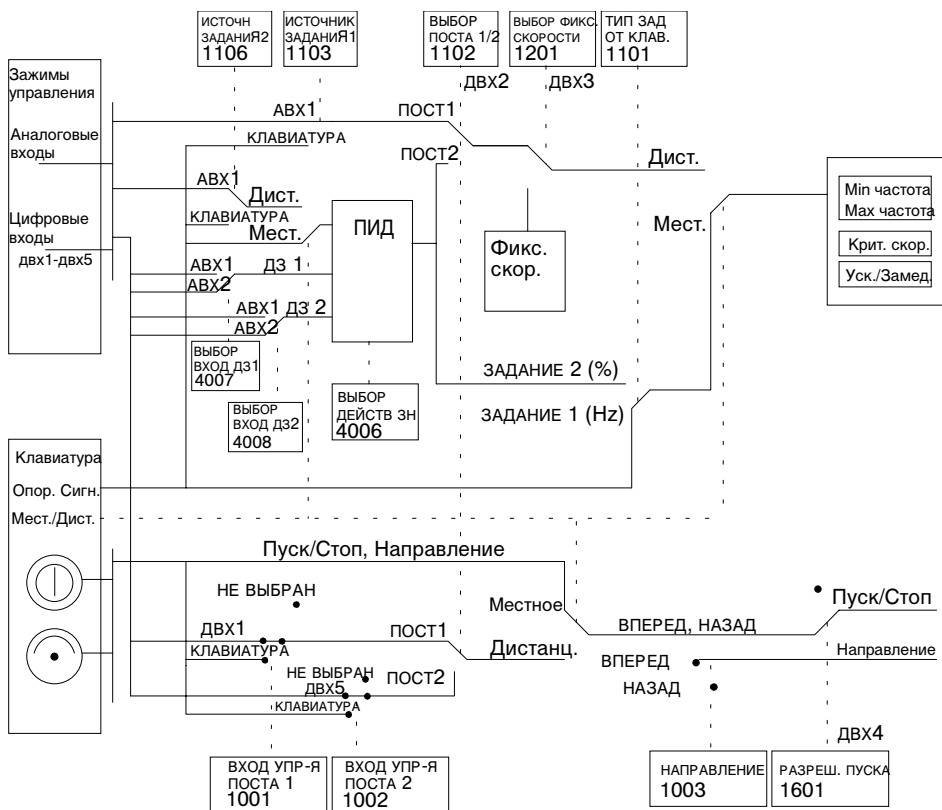 ИСТОЧН
ЗАДАНИЯ2
1106
ИСТОЧНИК
ЗАДАНИЯ1
1103
ВЫБОР
ПОСТА 1/2
1102
ВЫБОР ФИКС.
СКОРОСТИ
1201
ТИП ЗАД
ОТ КЛАВ.
1101
ДВХ2
ДВХ3
Зажимы
управления
Аналоговые
входы
Цифровые
входы
двх1-двх5
АВХ1
ПОСТ1
КЛАВИАТУРА
ПОСТ2
Дист.
АВХ1
Дист.
КЛАВИАТУРА
Мест.
ПИД
Фикс.
скор.
Мест.
Min частота
Max частота
Крит. скор.
Уск./Замед.
АВХ1
ДЗ 1
АВХ2
АВХ1
ДЗ 2
АВХ2
ВЫБОР
ВХОД ДЗ1
4007
ВЫБОР
ВХОД ДЗ2
4008
ВЫБОР
ДЕЙСТВ ЗН
4006
ЗАДАНИЕ 2 (%)
ЗАДАНИЕ 1 (Hz)
Клавиатура
Опор. Сигн.
Мест./Дист.
Пуск/Стоп, Направление
НЕ ВЫБРАН
Местное
Пуск/Стоп
ДВХ1
ПОСТ1
ВПЕРЕД, НАЗАД
КЛАВИАТУРА
Дистанц.
ВПЕРЕД
Направление
НЕ ВЫБРАН
ПОСТ2
ДВХ5
НАЗАД
КЛАВИАТУРА
ДВХ4
ВХОД УПР-Я
ПОСТА 1
1001
ВХОД УПР-Я
ПОСТА 2
1002
НАПРАВЛЕНИЕ
1003
РАЗРЕШ. ПУСКА
1601